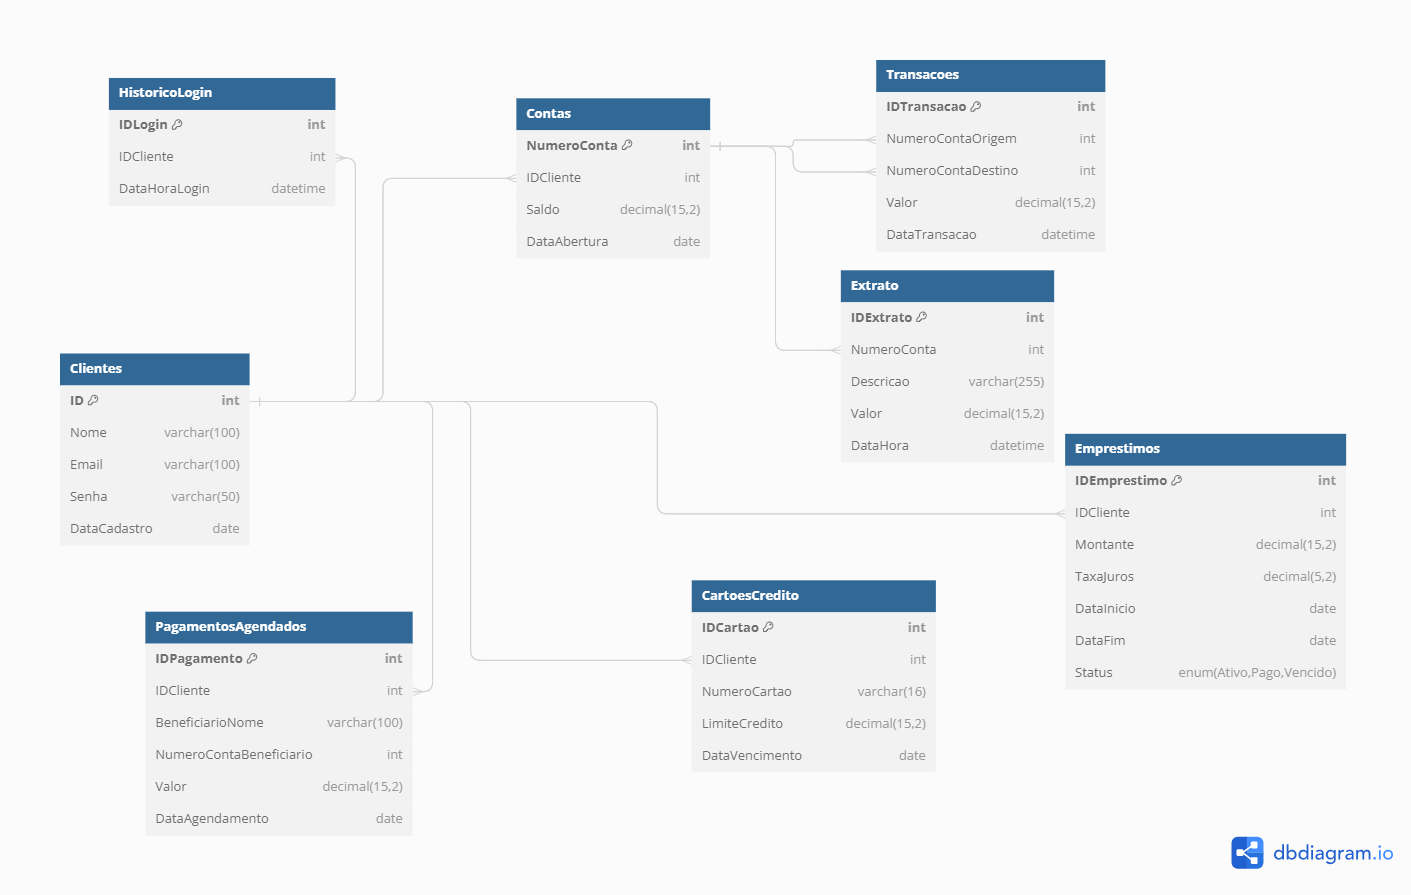 HistoricoLogin
IDLogin int
IDCliente int
DataHoraLogin datetime
Contas
NumeroConta int
IDCliente int
Saldo decimal(15,2)
DataAbertura date
Transacoes
IDTransacao int
NumeroContaOrigem int
NumeroContaDestino int
Valor decimal(15,2)
DataTransacao datetime
Extrato
IDExtrato int
NumeroConta int
Descricao varchar(255)
Valor decimal(15,2)
DataHora datetime
Clientes
ID int
Nome varchar(100)
Email varchar(100)
Senha varchar(50)
DataCadastro date
Emprestimos
IDEmprestimo int
IDCliente int
Montante decimal(15,2)
TaxaJuros decimal(5,2)
DataInicio date
DataFim date
Status enum(Ativo,Pago,Vencido)
CartoesCredito
IDCartao int
IDCliente int
NumeroCartao varchar(16)
LimiteCredito decimal(15,2)
DataVencimento date
PagamentosAgendados
IDPagamento int
IDCliente int
BeneficiarioNome varchar(100)
NumeroContaBeneficiario int
Valor decimal(15,2)
DataAgendamento date
dbdiagram.io